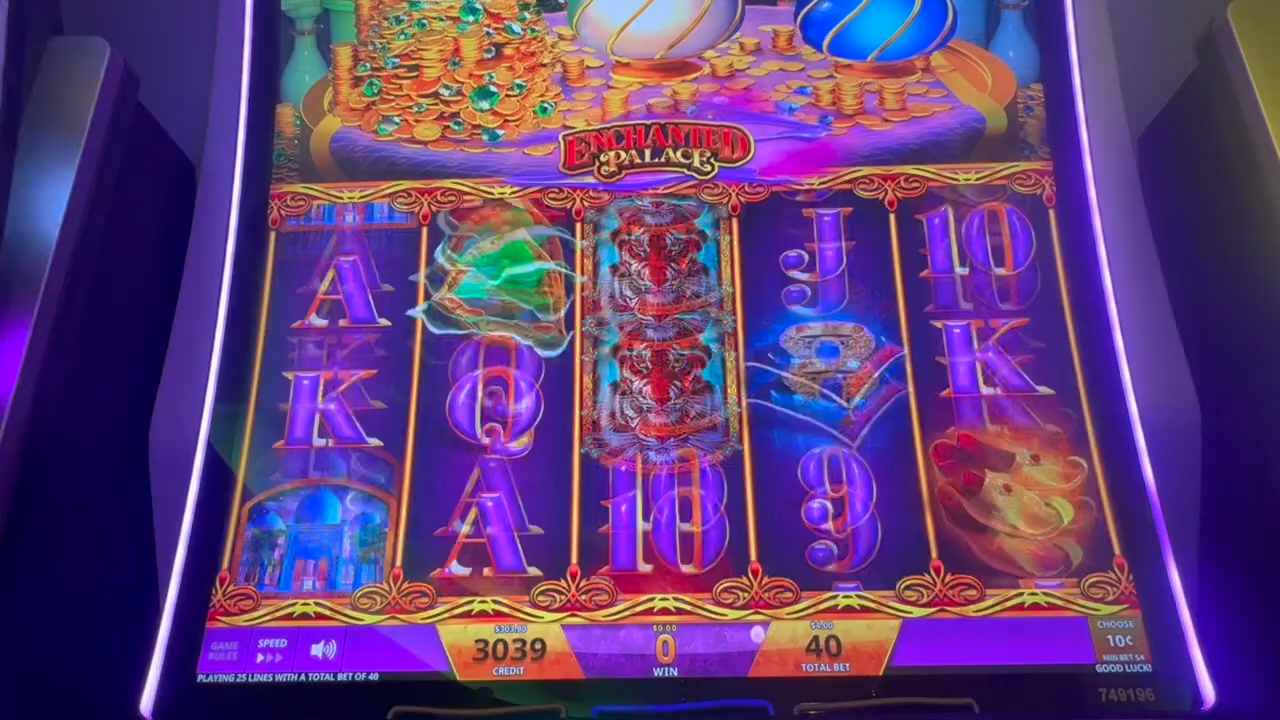 ENCHANTED
PALACE
A
J
10
K
Q
K
A
10
9
GAME
RULES
SPEED
$303.90
3039
CREDIT
$0.00
0
WIN
$4.00
40
TOTAL BET
CHOOSE
10¢
MIN BET $4
GOOD LUCK!
PLAYING 25 LINES WITH A TOTAL BET OF 40
749196